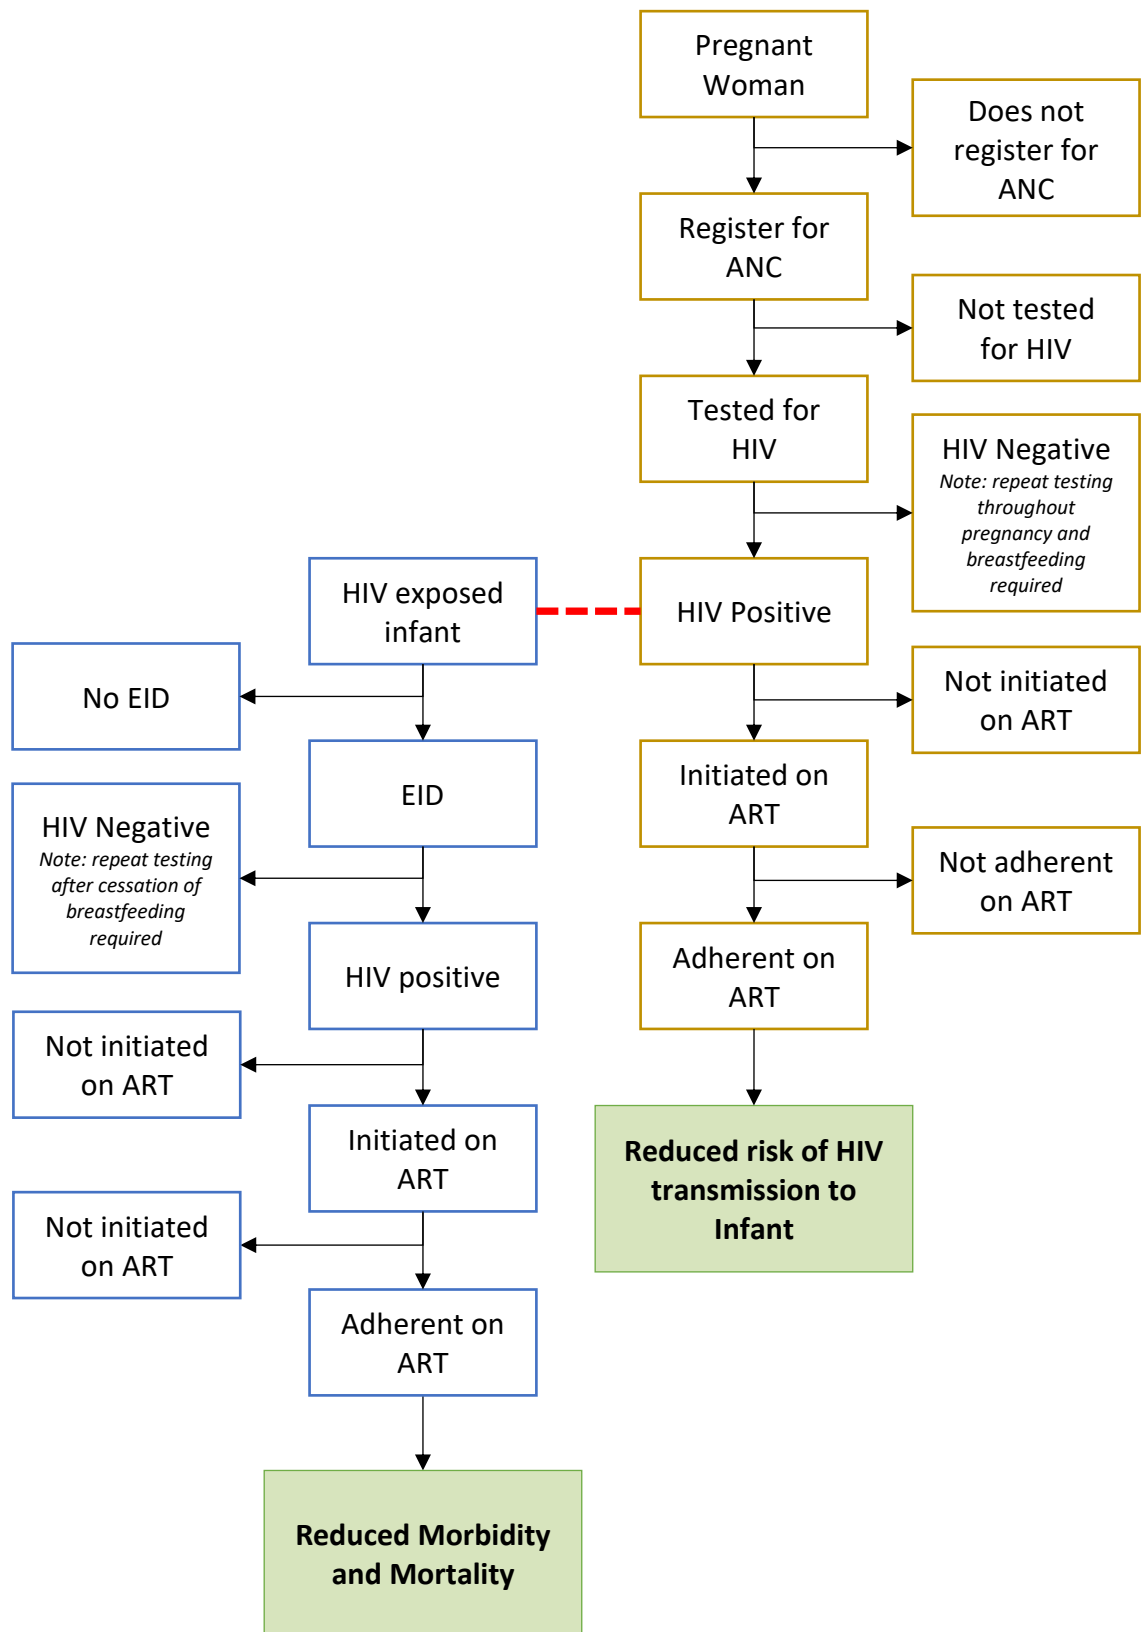 Pregnant
Woman
Does not
register for
ANC
Register for
ANC
Not tested
for HIV
Tested for
HIV
HIV Negative
Note: repeat testing
throughout
pregnancy and
breastfeeding
required
HIV exposed
infant
HIV Positive
No EID
Not initiated
on ART
EID
Initiated on
ART
HIV Negative
Note: repeat testing
after cessation of
breastfeeding
required
Not adherent
on ART
HIV positive
Adherent on
ART
Not initiated
on ART
Initiated on
ART
Reduced risk of HIV
transmission to
Infant
Not initiated
on ART
Adherent on
ART
Reduced Morbidity
and Mortality